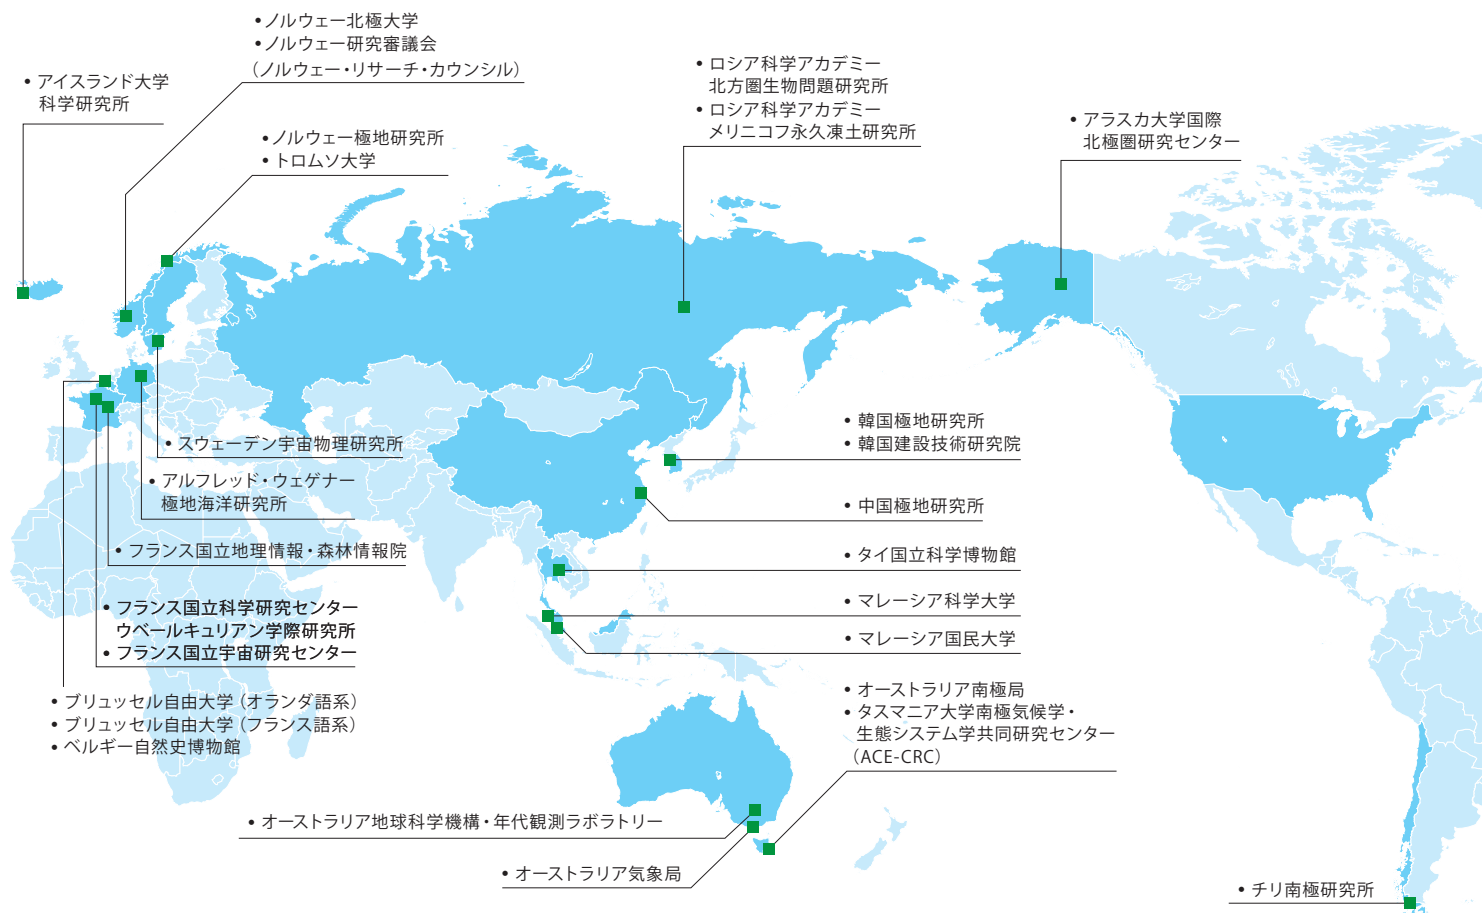 •ノルウェー北極大学
•ノルウェー研究審議会
(ノルウェー・リサーチ・カウンシル)
• アイスランド大学
科学研究所
• ノルウェー極地研究所
• トロムソ大学
• ロシア科学アカデミー
北方圏生物問題研究所
• ロシア科学アカデミー
メリニコフ永久凍土研究所
• アラスカ大学国際
北極圏研究センター
• スウェーデン宇宙物理研究所
• アルフレッド・ウェゲナー
極地海洋研究所
• フランス国立地理情報・森林情報院
• フランス国立科学研究センター
ウベールキュリアン学際研究所
• フランス国立宇宙研究センター
• ブリュッセル自由大学(オランダ語系)
• ブリュッセル自由大学(フランス語系)
• ベルギー自然史博物館
• 韓国極地研究所
• 韓国建設技術研究院
• 中国極地研究所
• タイ国立科学博物館
• マレーシア科学大学
• マレーシア国民大学
• オーストラリア南極局
• タスマニア大学南極気候学・
生態システム学共同研究センター
(ACE-CRC)
• オーストラリア地球科学機構・年代観測ラボラトリー
• オーストラリア気象局
• チリ南極研究所